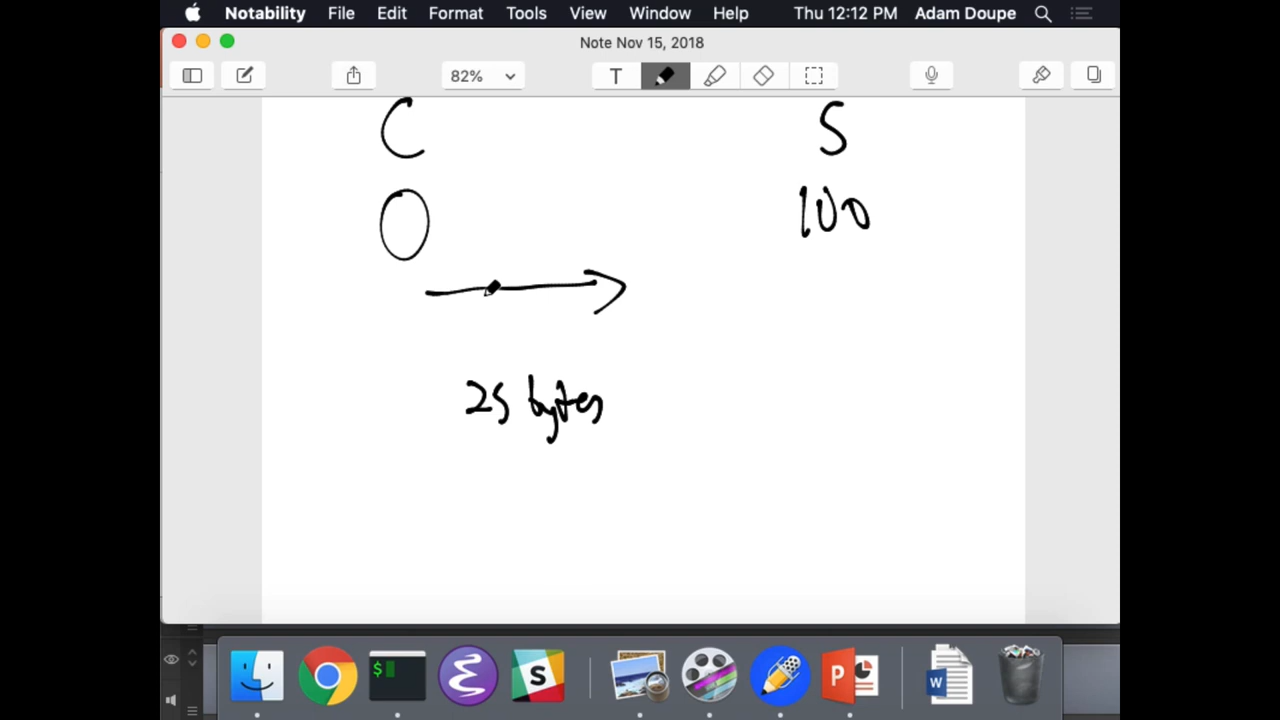 Notability File Edit Format Tools View Window Help Thu 12:12 PM Adam Doupe
Note Nov 15, 2018
82% T
C S
0 100
25 bytes
$ S P W